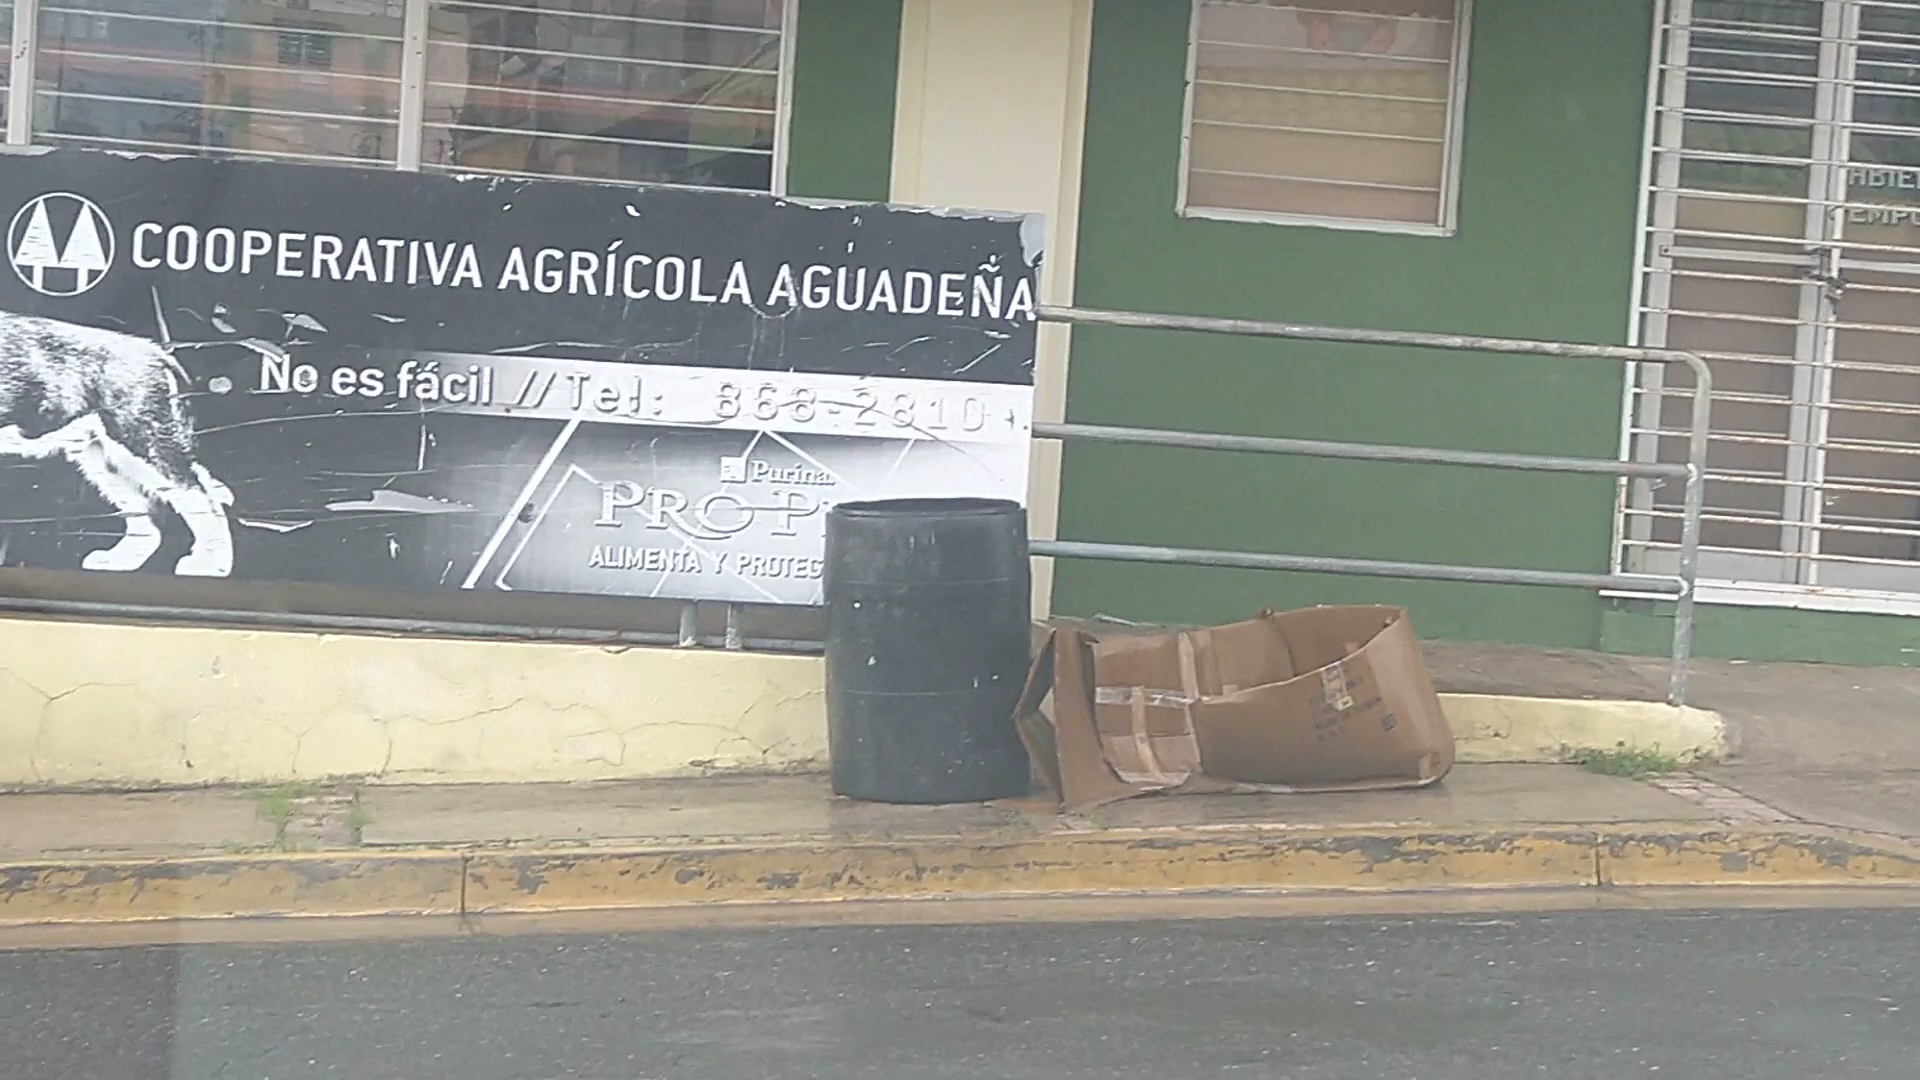 COOPERATIVA AGRÍCOLA AGUADEÑA
No es fácil // Tel: 868-2810
Purina
PRO P
ALIMENTA Y PROTEG